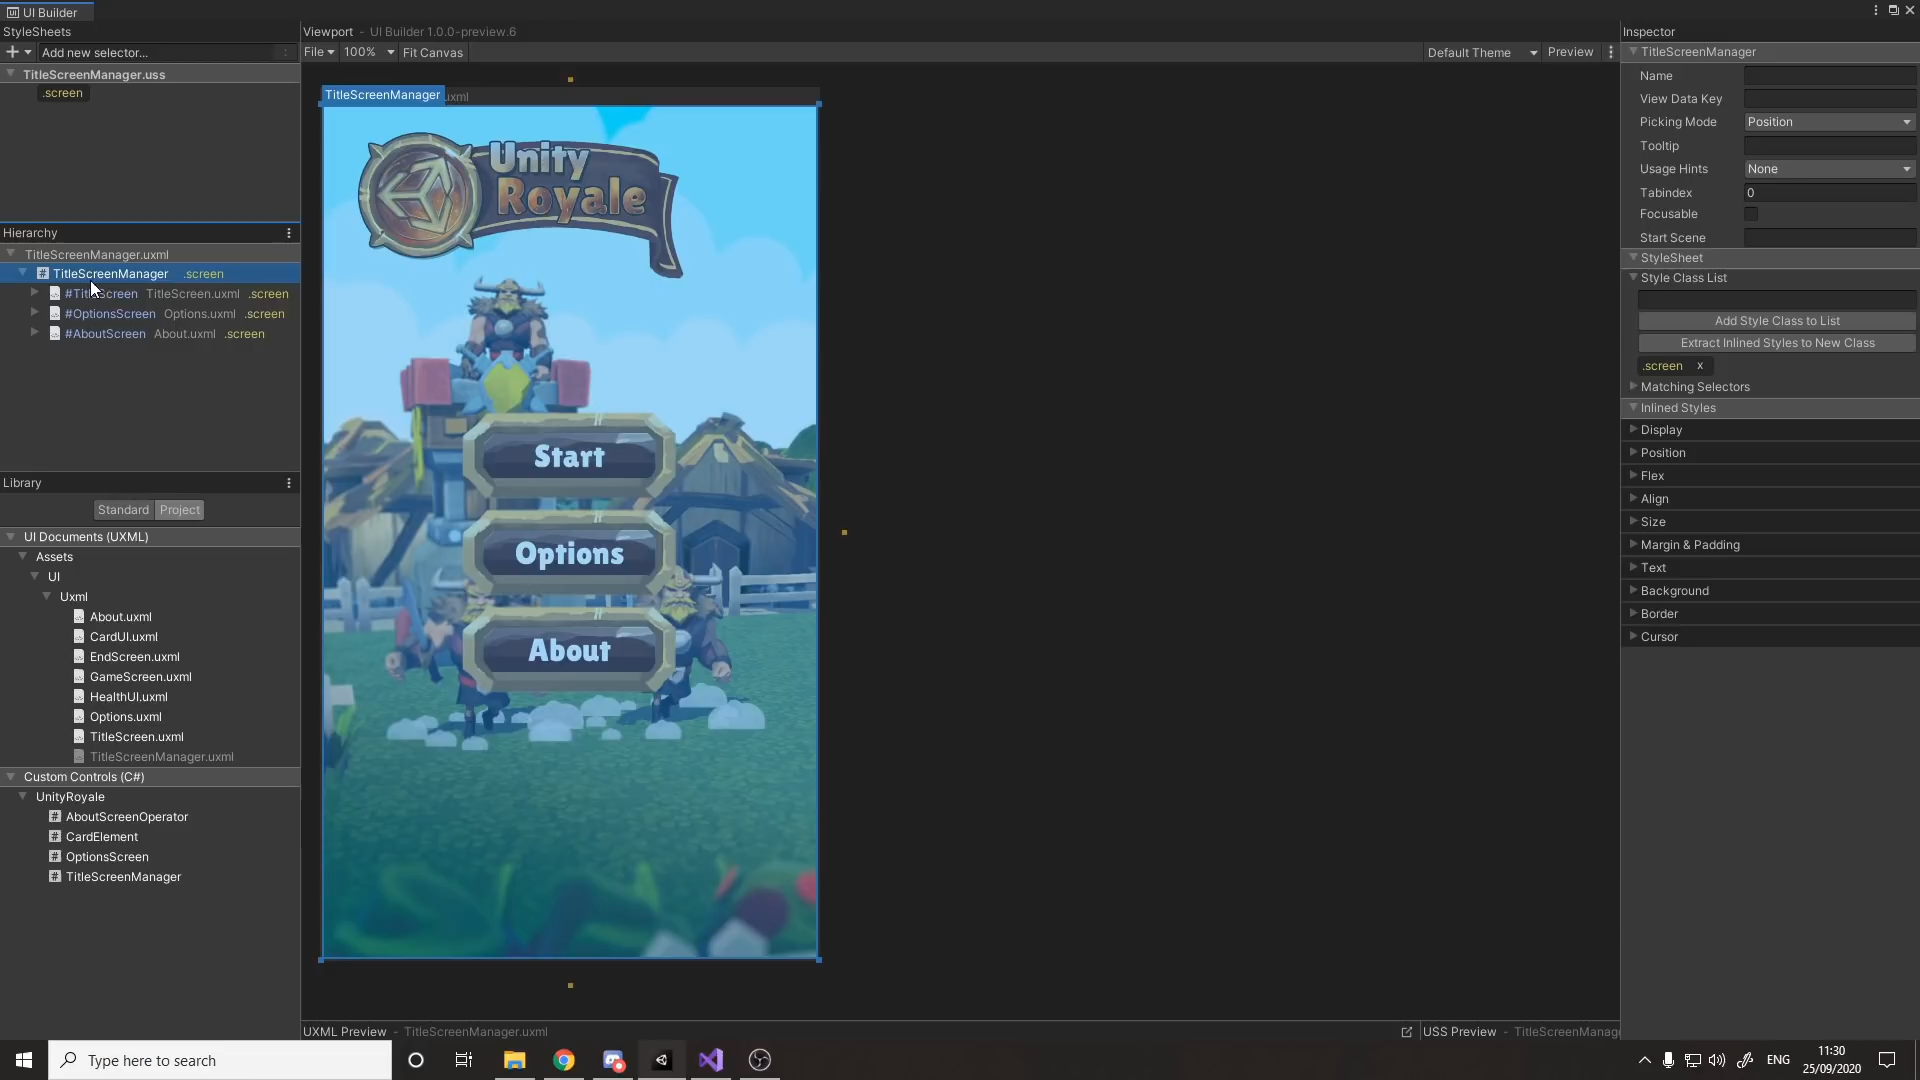 UI Builder
StyleSheets
Add new selector...
TitleScreenManager.uss
.screen
Hierarchy
TitleScreenManager.uxml
TitleScreenManager .screen
#TitleScreen TitleScreen.uxml .screen
#OptionsScreen Options.uxml .screen
#AboutScreen About.uxml .screen
Library
Standard Project
UI Documents (UXML)
Assets
UI
Uxml
About.uxml
CardUI.uxml
EndScreen.uxml
GameScreen.uxml
HealthUI.uxml
Options.uxml
TitleScreen.uxml
TitleScreenManager.uxml
Custom Controls (C#)
UnityRoyale
AboutScreenOperator
CardElement
OptionsScreen
TitleScreenManager
Viewport - UI Builder 1.0.0-preview.6
File 100% Fit Canvas
Default Theme Preview
TitleScreenManager uxml
Unity
Royale
Start
Options
About
UXML Preview - TitleScreenManager.uxml
USS Preview - TitleScreenManag
Inspector
TitleScreenManager
Name
View Data Key
Picking Mode Position
Tooltip
Usage Hints None
Tabindex 0
Focusable
Start Scene
StyleSheet
Style Class List
Add Style Class to List
Extract Inlined Styles to New Class
.screen x
Matching Selectors
Inlined Styles
Display
Position
Flex
Align
Size
Margin & Padding
Text
Background
Border
Cursor
Type here to search
ENG
11:30
25/09/2020